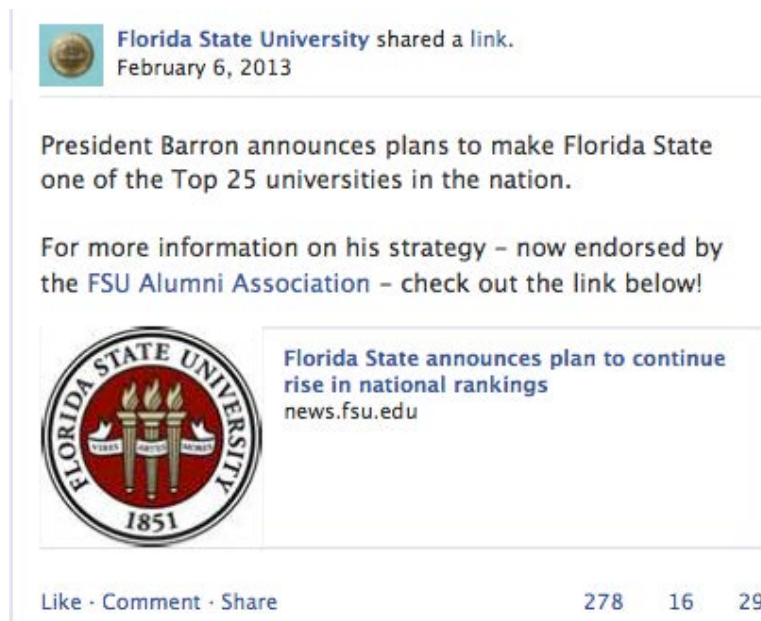 Florida State University shared a link.
February 6, 2013
President Barron announces plans to make Florida State
one of the Top 25 universities in the nation.
For more information on his strategy – now endorsed by
the FSU Alumni Association – check out the link below!
FLORIDA STATE UNIVERSITY
VIRES ARTES MORES
1851
Florida State announces plan to continue
rise in national rankings
news.fsu.edu
Like · Comment · Share 278 16 29